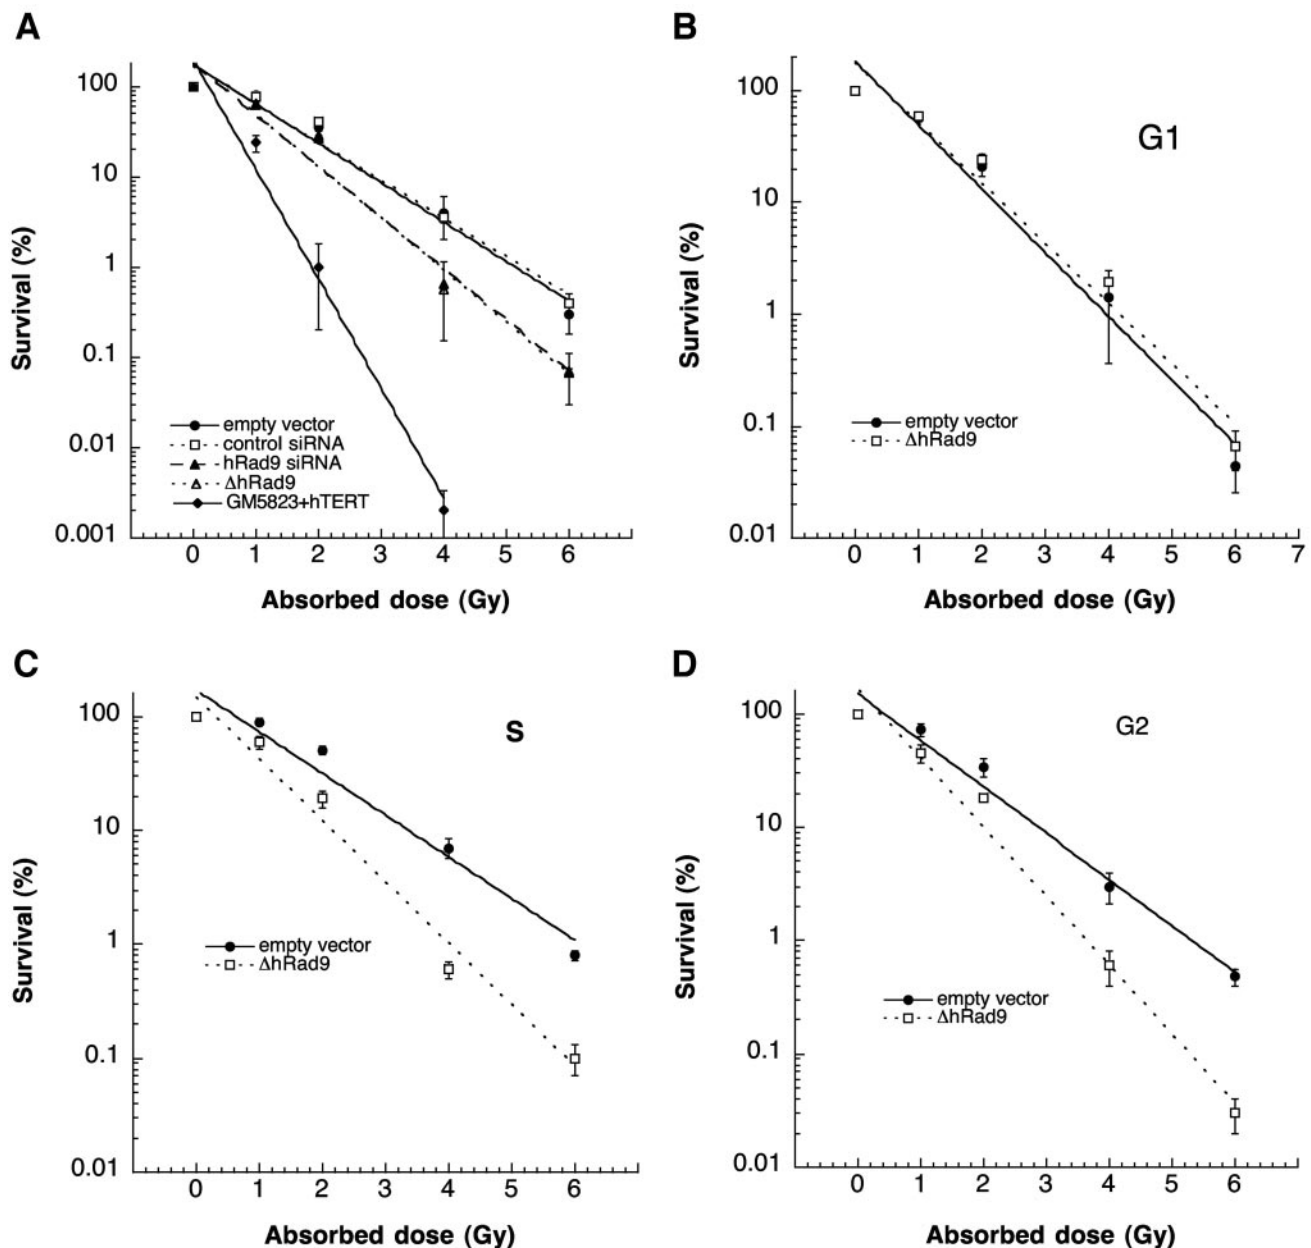 A
Survival (%)
100
10
1
0.1
0.01
0.001
empty vector
control siRNA
hRad9 siRNA
ΔhRad9
GM5823+hTERT
0 1 2 3 4 5 6
Absorbed dose (Gy)
B
G1
Survival (%)
100
10
1
0.1
0.01
empty vector
ΔhRad9
0 1 2 3 4 5 6 7
Absorbed dose (Gy)
C
S
Survival (%)
100
10
1
0.1
0.01
empty vector
ΔhRad9
0 1 2 3 4 5 6
Absorbed dose (Gy)
D
G2
Survival (%)
100
10
1
0.1
0.01
empty vector
ΔhRad9
0 1 2 3 4 5 6
Absorbed dose (Gy)